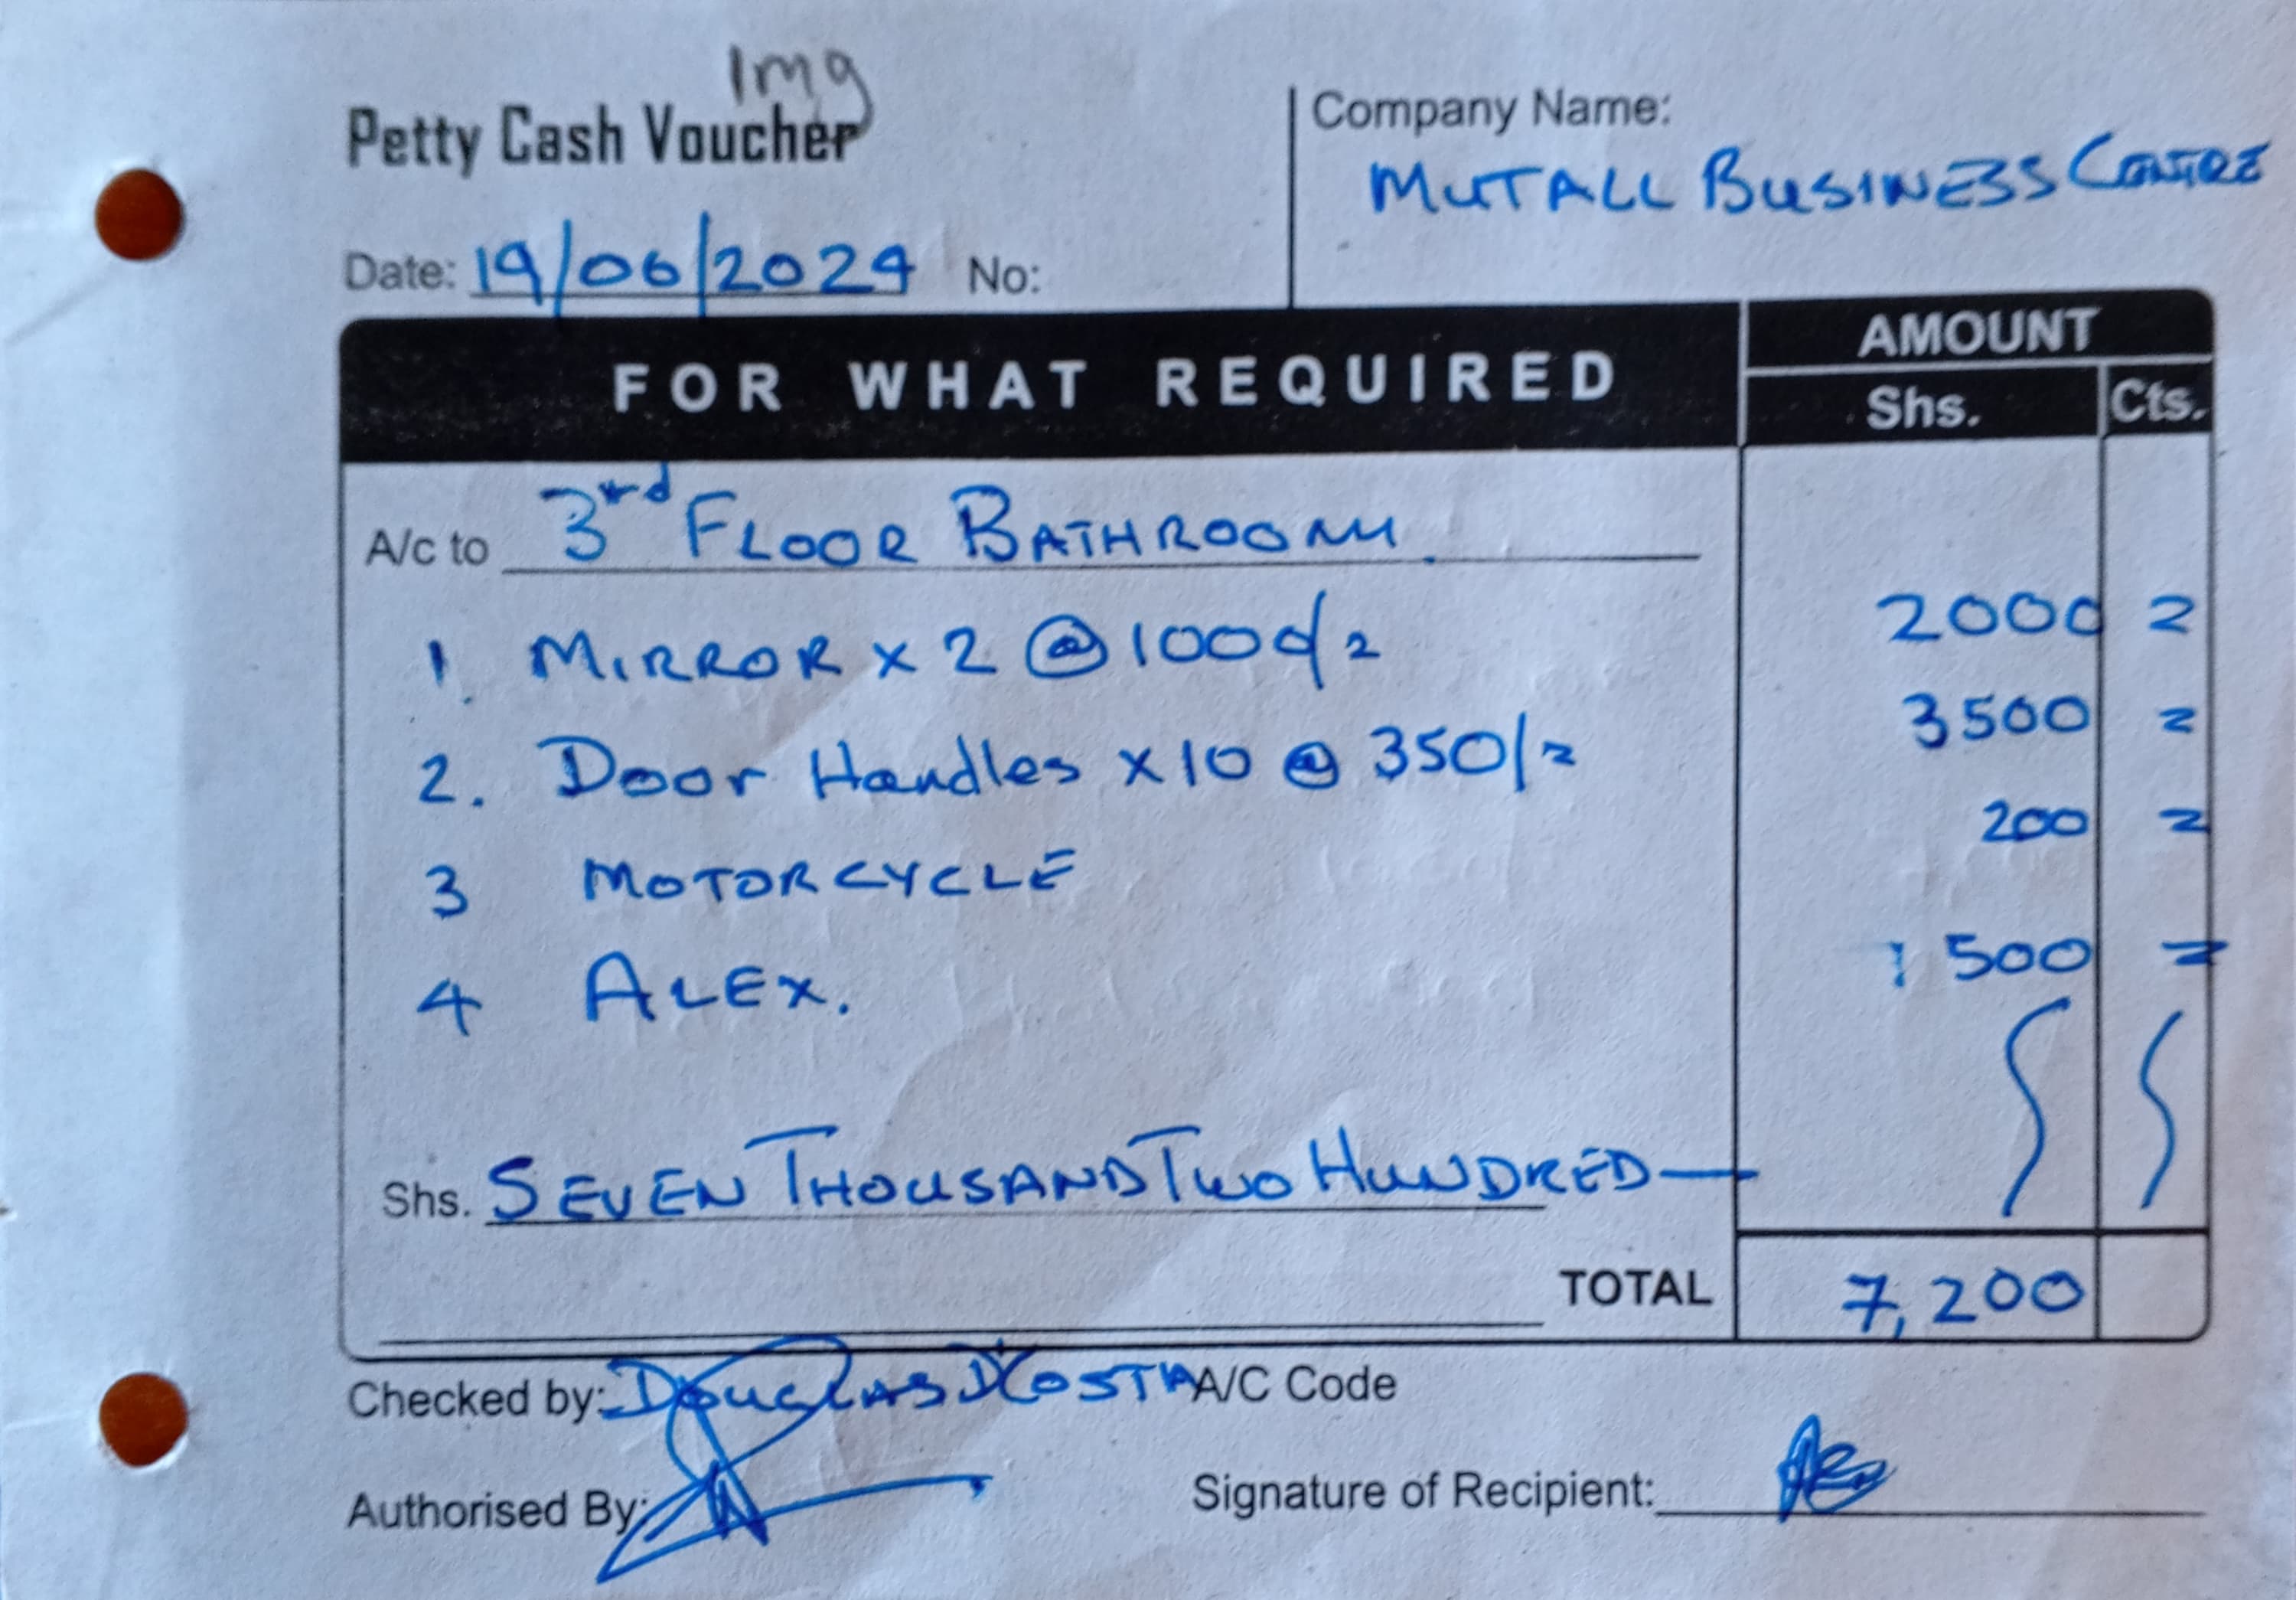 1mg
Petty Cash Voucher
Company Name:
MUTALL BUSINESS CENTRE
Date: 19/06/2024 No:
FOR WHAT REQUIRED
AMOUNT
Shs. Cts.
A/c to 3rd FLOOR BATHROOM.
1. MIRROR x 2 @ 1000/= 2000 =
2. Door Handles x 10 @ 350/= 3500 =
3 MOTORCYCLE 200 =
4 ALEX. 1500 =
Shs. SEVEN THOUSAND TWO HUNDRED —
TOTAL 7,200
Checked by: DOUGLAS D'COSTA A/C Code
Authorised By:
Signature of Recipient: